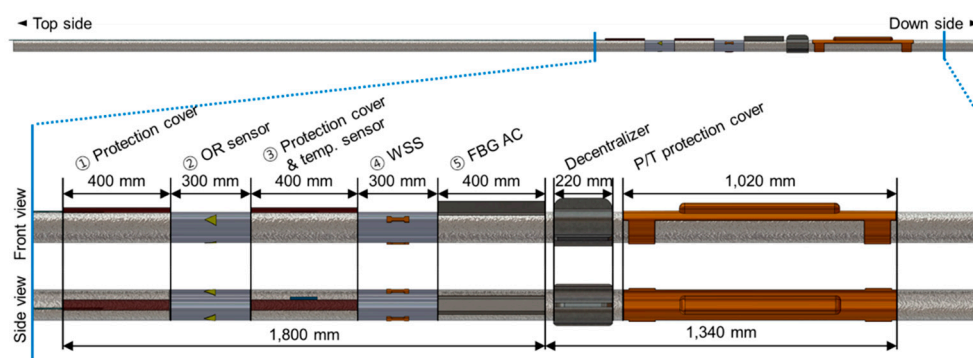 ◄ Top side
Down side ►
① Protection cover
② OR sensor
③ Protection cover
& temp. sensor
④ WSS
⑤ FBG AC
Decentralizer
P/T protection cover
400 mm
300 mm
400 mm
300 mm
400 mm
220 mm
1,020 mm
Front view
Side view
1,800 mm
1,340 mm